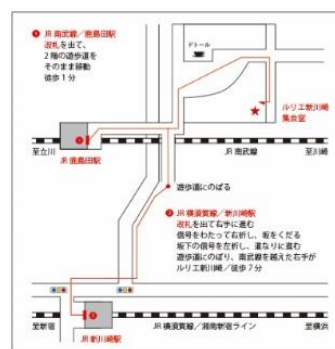 ❶ JR 南武線／鹿島田駅
改札を出て、
2階の遊歩道を
そのまま移動
徒歩1分
ドトール
ルリエ新川崎
集会室
❶
至立川
JR 鹿島田駅
JR 南武線
至川崎
遊歩道にのぼる
❷ JR 横須賀線／新川崎駅
改札を出て右手に進む
信号をわたって右折し、坂をくだる
坂下の信号を左折し、道なりに進む
遊歩道にのぼり、南武線を越えた右手が
ルリエ新川崎／徒歩7分
❷
至新宿
JR 新川崎駅
JR 横須賀線／湘南新宿ライン
至横浜